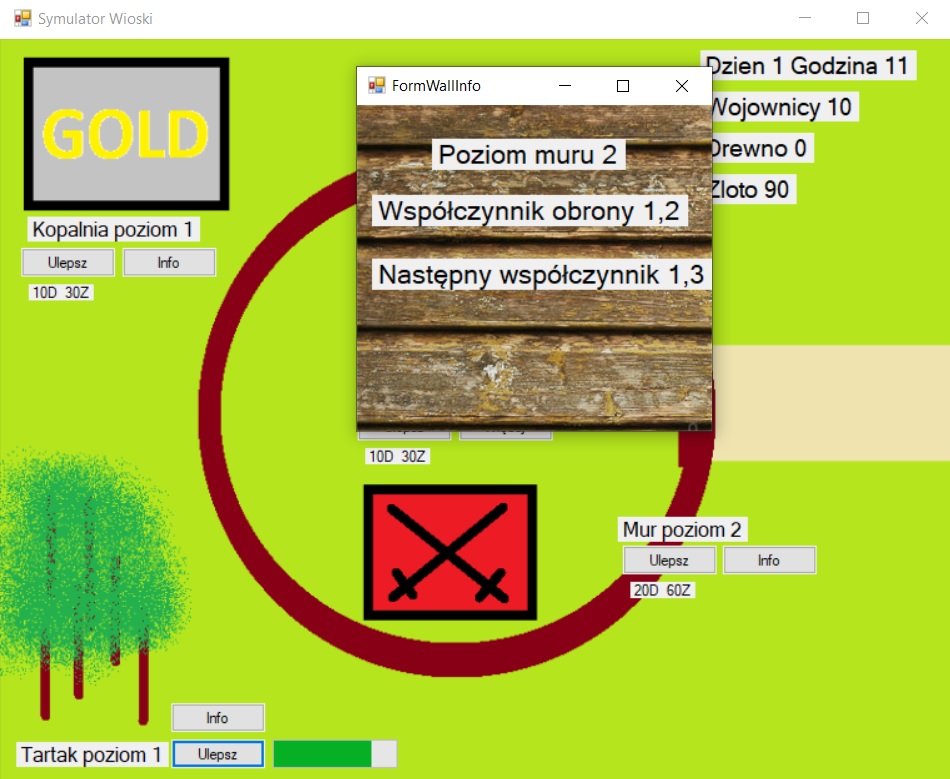 Symulator Wioski
GOLD
Kopalnia poziom 1
Ulepsz
Info
10D 30Z
FormWallInfo
Poziom muru 2
Współczynnik obrony 1,2
Następny współczynnik 1,3
Dzien 1 Godzina 11
Wojownicy 10
Drewno 0
Zloto 90
10D 30Z
Mur poziom 2
Ulepsz
Info
20D 60Z
Info
Tartak poziom 1
Ulepsz